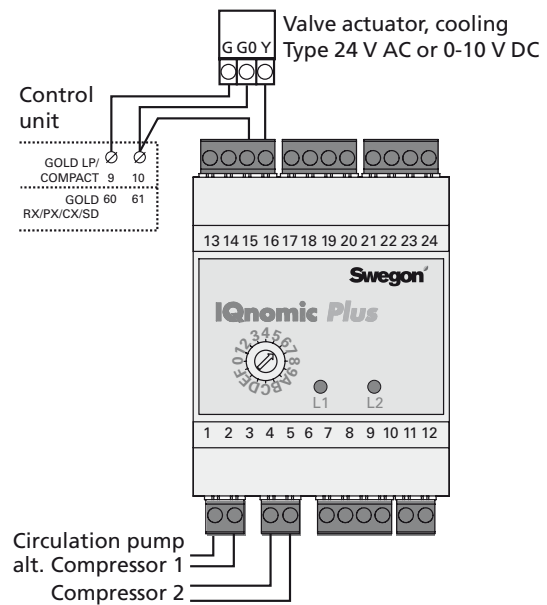 Valve actuator, cooling
Type 24 V AC or 0-10 V DC
G G0 Y
Control
unit
GOLD LP/
COMPACT 9 10
GOLD 60 61
RX/PX/CX/SD
13 14 15 16 17 18 19 20 21 22 23 24
Swegon
IQnomic Plus
0 1 2 3 4 5 6 7 8 9 A B C D E F
L1 L2
1 2 3 4 5 6 7 8 9 10 11 12
Circulation pump
alt. Compressor 1
Compressor 2